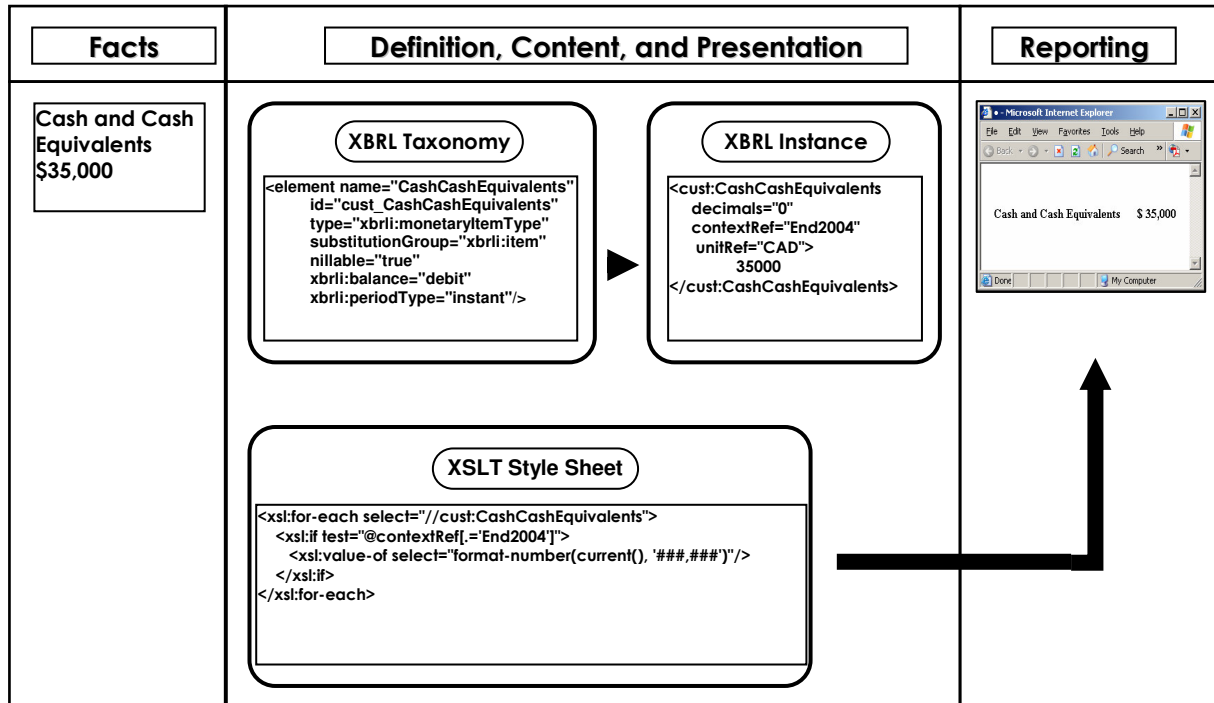 Facts
Definition, Content, and Presentation
Reporting
Cash and Cash
Equivalents
$35,000
XBRL Taxonomy
<element name="CashCashEquivalents"
id="cust_CashCashEquivalents"
type="xbrli:monetaryItemType"
substitutionGroup="xbrli:item"
nillable="true"
xbrli:balance="debit"
xbrli:periodType="instant"/>
XBRL Instance
<cust:CashCashEquivalents
decimals="0"
contextRef="End2004"
unitRef="CAD">
35000
</cust:CashCashEquivalents>
- Microsoft Internet Explorer
File Edit View Favorites Tools Help
Back Search »
Cash and Cash Equivalents $ 35,000
Done My Computer
XSLT Style Sheet
<xsl:for-each select="//cust:CashCashEquivalents">
<xsl:if test="@contextRef[.='End2004']">
<xsl:value-of select="format-number(current(), '###,###')"/>
</xsl:if>
</xsl:for-each>